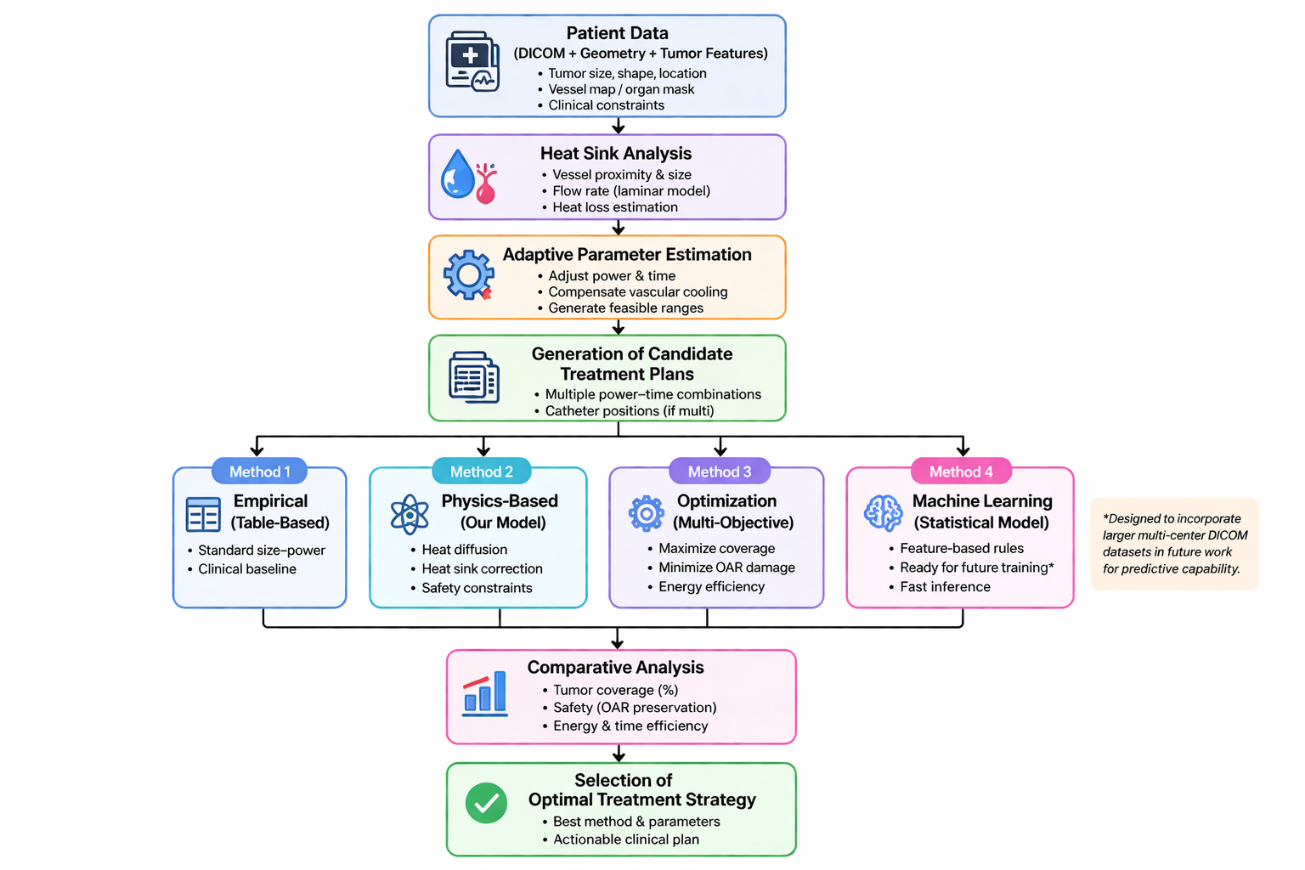 Patient Data
(DICOM + Geometry + Tumor Features)
• Tumor size, shape, location
• Vessel map / organ mask
• Clinical constraints
Heat Sink Analysis
• Vessel proximity & size
• Flow rate (laminar model)
• Heat loss estimation
Adaptive Parameter Estimation
• Adjust power & time
• Compensate vascular cooling
• Generate feasible ranges
Generation of Candidate
Treatment Plans
• Multiple power–time combinations
• Catheter positions (if multi)
Method 1
Empirical
(Table-Based)
• Standard size–power
• Clinical baseline
Method 2
Physics-Based
(Our Model)
• Heat diffusion
• Heat sink correction
• Safety constraints
Method 3
Optimization
(Multi-Objective)
• Maximize coverage
• Minimize OAR damage
• Energy efficiency
Method 4
Machine Learning
(Statistical Model)
• Feature-based rules
• Ready for future training*
• Fast inference
*Designed to incorporate
larger multi-center DICOM
datasets in future work
for predictive capability.
Comparative Analysis
• Tumor coverage (%)
• Safety (OAR preservation)
• Energy & time efficiency
Selection of
Optimal Treatment Strategy
• Best method & parameters
• Actionable clinical plan